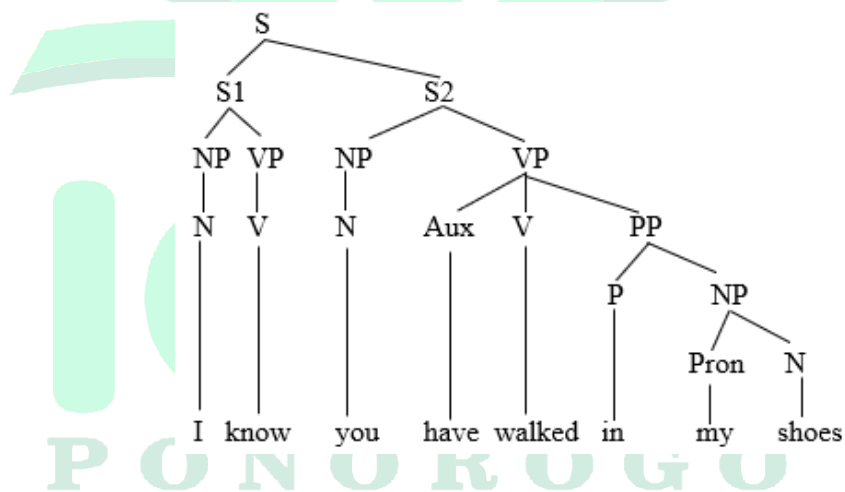 S
S1 S2
NP VP NP VP
N V N Aux V PP
P NP
Pron N
I know you have walked in my shoes
PONOROGO